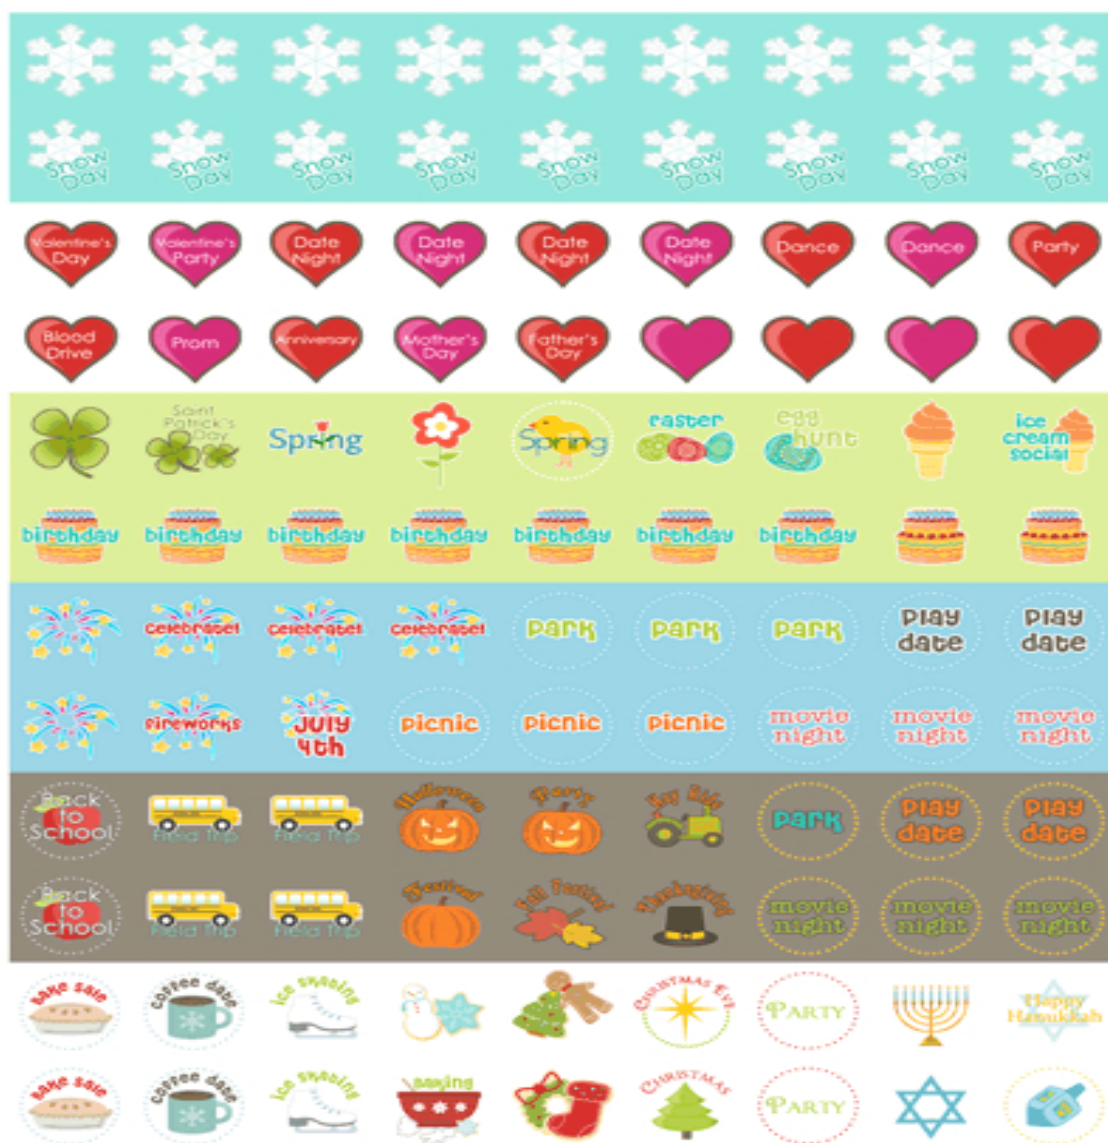 Snow
Day
Snow
Day
Snow
Day
Snow
Day
Snow
Day
Snow
Day
Snow
Day
Snow
Day
Snow
Day
Valentine's
Day
Valentine's
Party
Date
Night
Date
Night
Date
Night
Date
Night
Dance
Dance
Party
Blood
Drive
Prom
Anniversary
Mother's
Day
Father's
Day
Saint
Patrick's
Day
Spring
Spring
easter
egg
hunt
ice
cream
social
birthday
birthday
birthday
birthday
birthday
birthday
birthday
celebrate!
celebrate!
celebrate!
park
park
park
play
date
play
date
fireworks
July
4th
picnic
picnic
picnic
movie
night
movie
night
movie
night
Back
to
School
Field Trip
Field Trip
Halloween
Party
Hay Ride
park
play
date
play
date
Back
to
School
Field Trip
Field Trip
Festival
Fall Festival
Thanksgiving
movie
night
movie
night
movie
night
bake sale
coffee date
ice skating
Christmas Eve
Party
Happy
Hanukkah
bake sale
coffee date
ice skating
baking
Christmas
Party